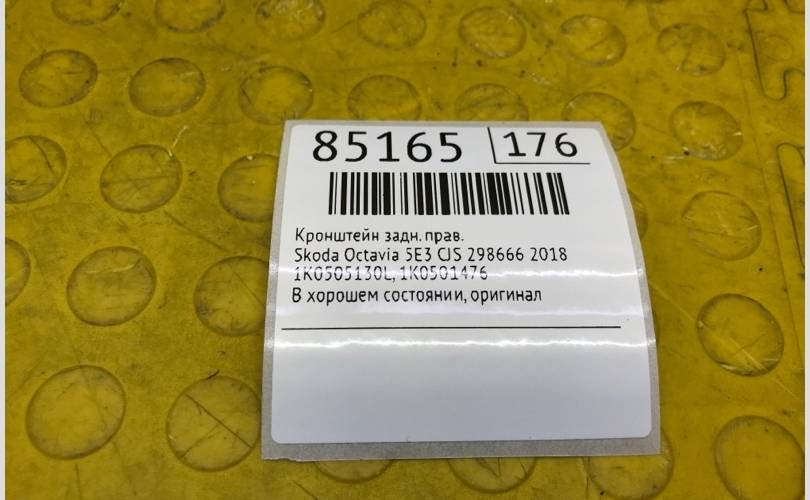 85165 176
Кронштейн задн. прав.
Skoda Octavia 5E3 CJS 298666 2018
1K0505130L, 1K0501476
В хорошем состоянии, оригинал